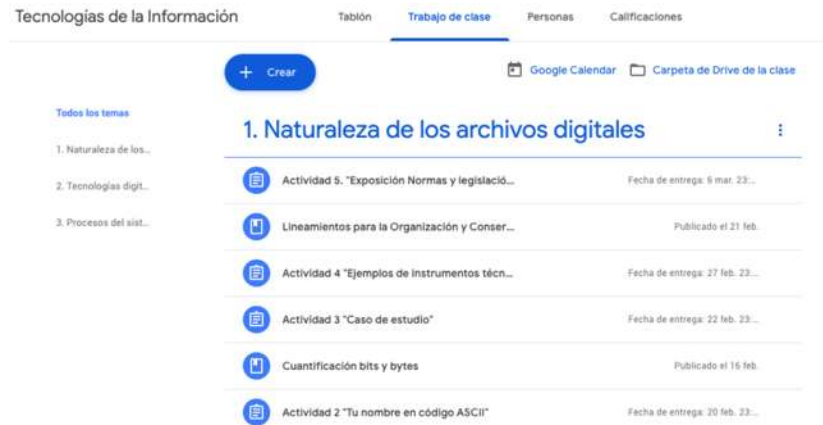 Tecnologías de la Información
Tablón
Trabajo de clase
Personas
Calificaciones
+ Crear
Google Calendar
Carpeta de Drive de la clase
Todos los temas
1. Naturaleza de los...
2. Tecnologías digit...
3. Procesos del sist...
1. Naturaleza de los archivos digitales
Actividad 5. "Exposición Normas y legislació...
Fecha de entrega: 6 mar. 23:...
Lineamientos para la Organización y Conser...
Publicado el 21 feb.
Actividad 4 "Ejemplos de instrumentos técn...
Fecha de entrega: 27 feb. 23:...
Actividad 3 "Caso de estudio"
Fecha de entrega: 22 feb. 23:...
Cuantificación bits y bytes
Publicado el 16 feb.
Actividad 2 "Tu nombre en código ASCII"
Fecha de entrega: 20 feb. 23:...